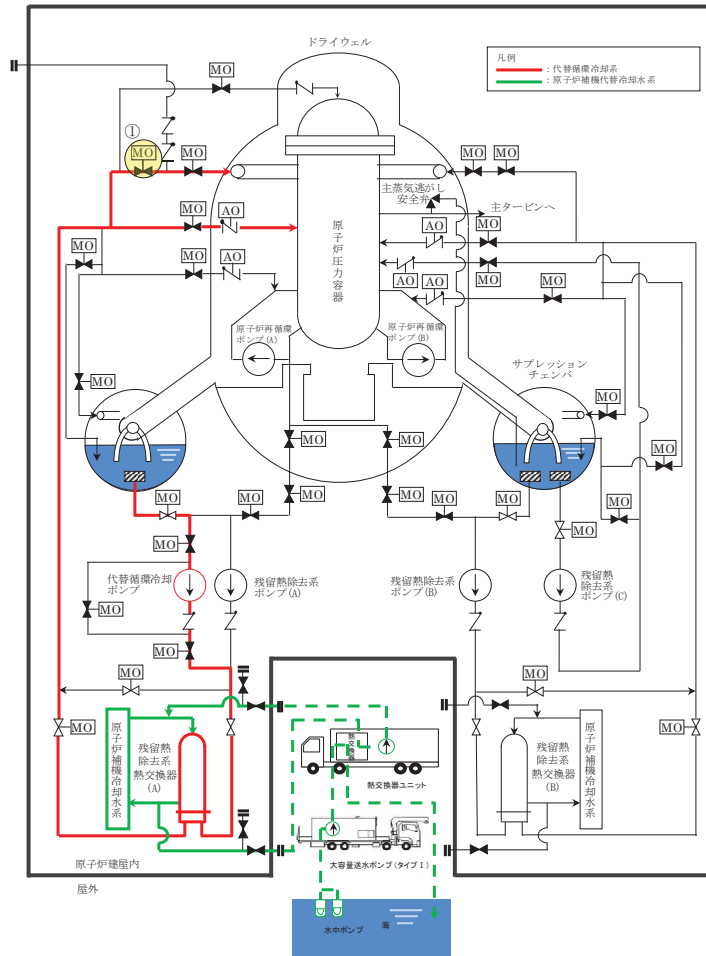 ドライウェル
凡例
：代替循環冷却系
：原子炉補機代替冷却水系
MO
①
MO
MO
MO
MO
MO
MO
主蒸気逃がし
安全弁
主タービンへ
MO
AO
原子炉圧力容器
AO
MO
MO
MO
AO
AO
MO
AO
MO
原子炉再循環
ポンプ(A)
原子炉再循環
ポンプ(B)
サプレッション
チェンバ
MO
MO
MO
MO
MO
MO
MO
MO
MO
MO
MO
MO
MO
MO
代替循環冷却
ポンプ
残留熱除去系
ポンプ(A)
残留熱除去系
ポンプ(B)
残留熱
除去系
ポンプ(C)
MO
MO
MO
MO
MO
MO
原子炉補機冷却水系
残留熱
除去系
熱交換器
(A)
熱交換器
熱交換器ユニット
残留熱
除去系
熱交換器
(B)
原子炉補機冷却水系
大容量送水ポンプ(タイプⅠ)
原子炉建屋内
屋外
水中ポンプ
海